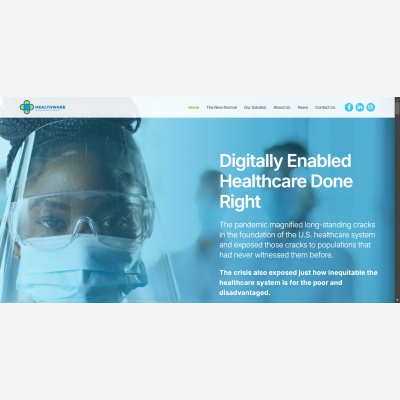 HEALTHWARE
Home The New Normal Our Solution About Us News Contact Us
Digitally Enabled
Healthcare Done
Right
The pandemic magnified long-standing cracks
in the foundation of the U.S. healthcare system
and exposed those cracks to populations that
had never witnessed them before.
The crisis also exposed just how inequitable the
healthcare system is for the poor and
disadvantaged.